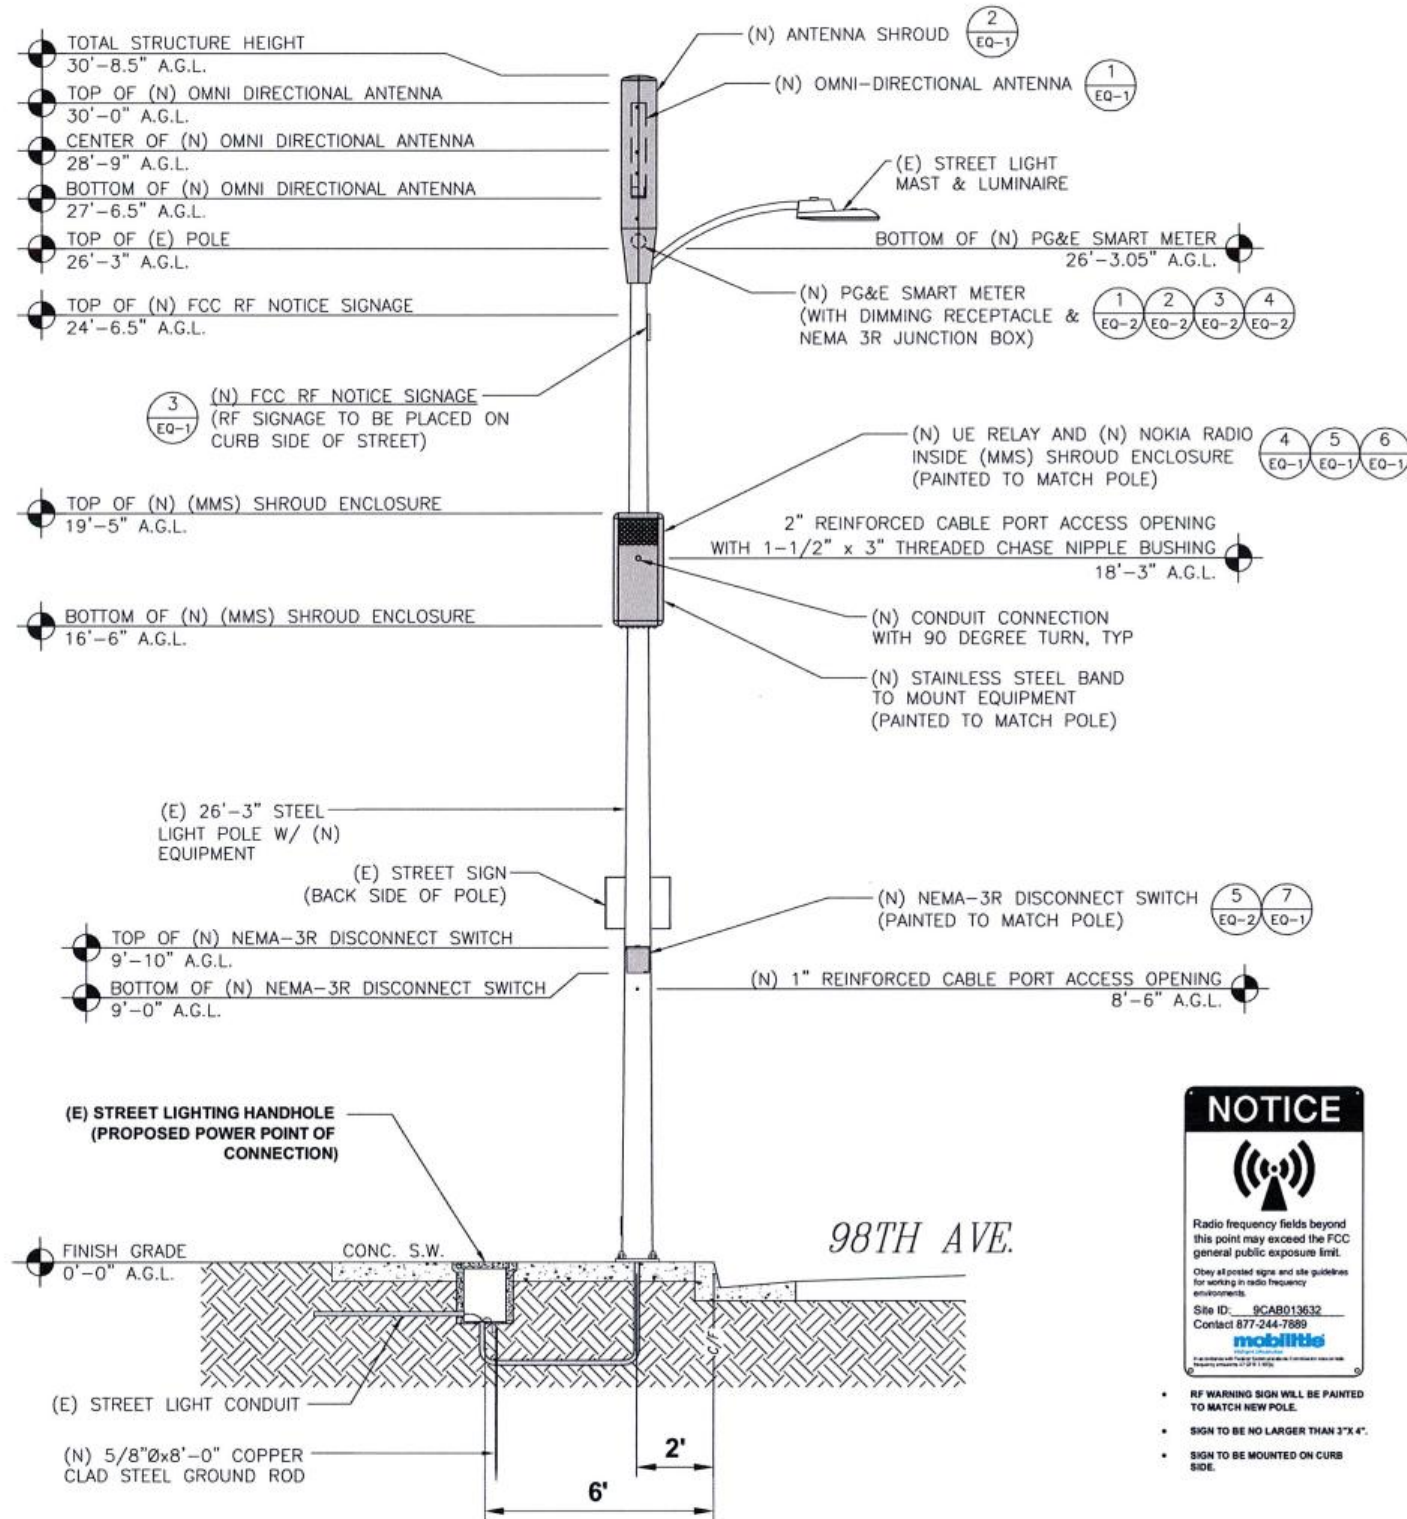 TOTAL STRUCTURE HEIGHT
30'-8.5" A.G.L.
TOP OF (N) OMNI DIRECTIONAL ANTENNA
30'-0" A.G.L.
CENTER OF (N) OMNI DIRECTIONAL ANTENNA
28'-9" A.G.L.
BOTTOM OF (N) OMNI DIRECTIONAL ANTENNA
27'-6.5" A.G.L.
TOP OF (E) POLE
26'-3" A.G.L.
TOP OF (N) FCC RF NOTICE SIGNAGE
24'-6.5" A.G.L.
3
EQ-1
(N) FCC RF NOTICE SIGNAGE
(RF SIGNAGE TO BE PLACED ON
CURB SIDE OF STREET)
TOP OF (N) (MMS) SHROUD ENCLOSURE
19'-5" A.G.L.
BOTTOM OF (N) (MMS) SHROUD ENCLOSURE
16'-6" A.G.L.
(E) 26'-3" STEEL
LIGHT POLE W/ (N)
EQUIPMENT
(E) STREET SIGN
(BACK SIDE OF POLE)
TOP OF (N) NEMA-3R DISCONNECT SWITCH
9'-10" A.G.L.
BOTTOM OF (N) NEMA-3R DISCONNECT SWITCH
9'-0" A.G.L.
(E) STREET LIGHTING HANDHOLE
(PROPOSED POWER POINT OF
CONNECTION)
FINISH GRADE
0'-0" A.G.L.
CONC. S.W.
(E) STREET LIGHT CONDUIT
(N) 5/8"Øx8'-0" COPPER
CLAD STEEL GROUND ROD
(N) ANTENNA SHROUD
2
EQ-1
(N) OMNI-DIRECTIONAL ANTENNA
1
EQ-1
(E) STREET LIGHT
MAST & LUMINAIRE
BOTTOM OF (N) PG&E SMART METER
26'-3.05" A.G.L.
(N) PG&E SMART METER
(WITH DIMMING RECEPTACLE &
NEMA 3R JUNCTION BOX)
1 2 3 4
EQ-2 EQ-2 EQ-2 EQ-2
(N) UE RELAY AND (N) NOKIA RADIO
INSIDE (MMS) SHROUD ENCLOSURE
(PAINTED TO MATCH POLE)
4 5 6
EQ-1 EQ-1 EQ-1
2" REINFORCED CABLE PORT ACCESS OPENING
WITH 1-1/2" x 3" THREADED CHASE NIPPLE BUSHING
18'-3" A.G.L.
(N) CONDUIT CONNECTION
WITH 90 DEGREE TURN, TYP
(N) STAINLESS STEEL BAND
TO MOUNT EQUIPMENT
(PAINTED TO MATCH POLE)
(N) NEMA-3R DISCONNECT SWITCH
(PAINTED TO MATCH POLE)
5 7
EQ-2 EQ-1
(N) 1" REINFORCED CABLE PORT ACCESS OPENING
8'-6" A.G.L.
98TH AVE.
C/F
2'
6'
NOTICE
Radio frequency fields beyond
this point may exceed the FCC
general public exposure limit.
Obey all posted signs and site guidelines
for working in radio frequency
environments.
Site ID: 9CAB013632
Contact 877-244-7889
mobilitie
RF WARNING SIGN WILL BE PAINTED
TO MATCH NEW POLE.
SIGN TO BE NO LARGER THAN 3"X 4".
SIGN TO BE MOUNTED ON CURB
SIDE.